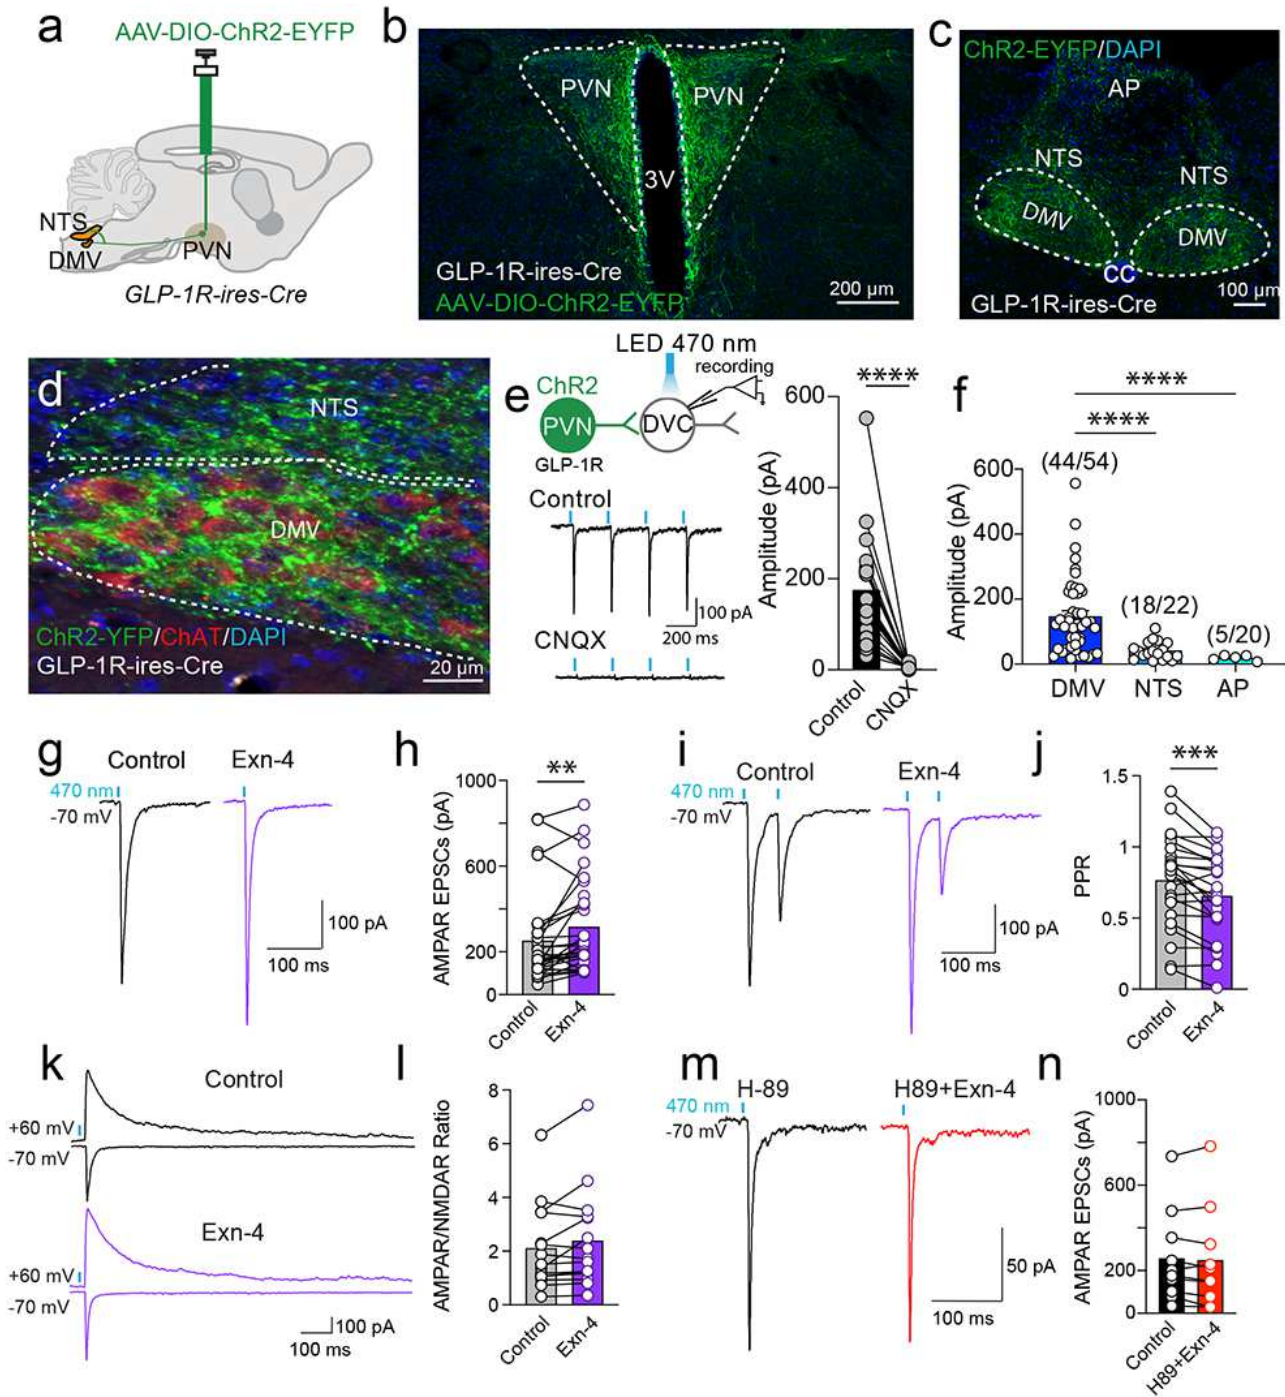 a
AAV-DIO-ChR2-EYFP
NTS
DMV
PVN
GLP-1R-ires-Cre
b
PVN
PVN
3V
GLP-1R-ires-Cre
AAV-DIO-ChR2-EYFP
200 µm
c
ChR2-EYFP/DAPI
AP
NTS
NTS
DMV
DMV
CC
GLP-1R-ires-Cre
100 µm
d
NTS
DMV
ChR2-YFP/ChAT/DAPI
GLP-1R-ires-Cre
20 µm
e
LED 470 nm
recording
ChR2
PVN
DVC
GLP-1R
Control
100 pA
200 ms
CNQX
****
Amplitude (pA)
600
400
200
0
Control
CNQX
f
****
****
(44/54)
(18/22)
(5/20)
Amplitude (pA)
600
400
200
0
DMV
NTS
AP
g
Control
Exn-4
470 nm
-70 mV
100 pA
100 ms
h
**
AMPAR EPSCs (pA)
1000
600
200
0
Control
Exn-4
i
Control
Exn-4
470 nm
-70 mV
100 pA
100 ms
j
***
PPR
1.5
1
0.5
0
Control
Exn-4
k
Control
+60 mV
-70 mV
Exn-4
+60 mV
-70 mV
100 pA
100 ms
l
AMPAR/NMDAR Ratio
8
6
4
2
0
Control
Exn-4
m
H-89
H89+Exn-4
470 nm
-70 mV
50 pA
100 ms
n
AMPAR EPSCs (pA)
1000
600
200
0
Control
H89+Exn-4